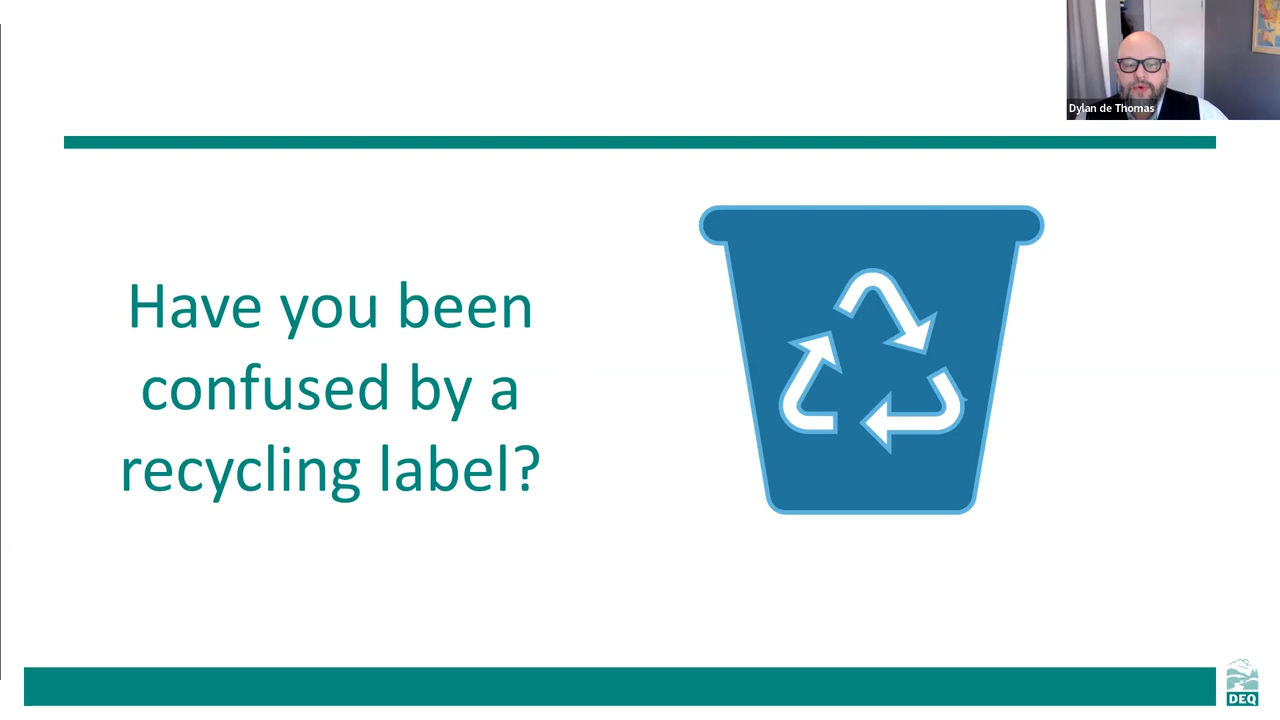 Dylan de Thomas
Have you been
confused by a
recycling label?
DEQ